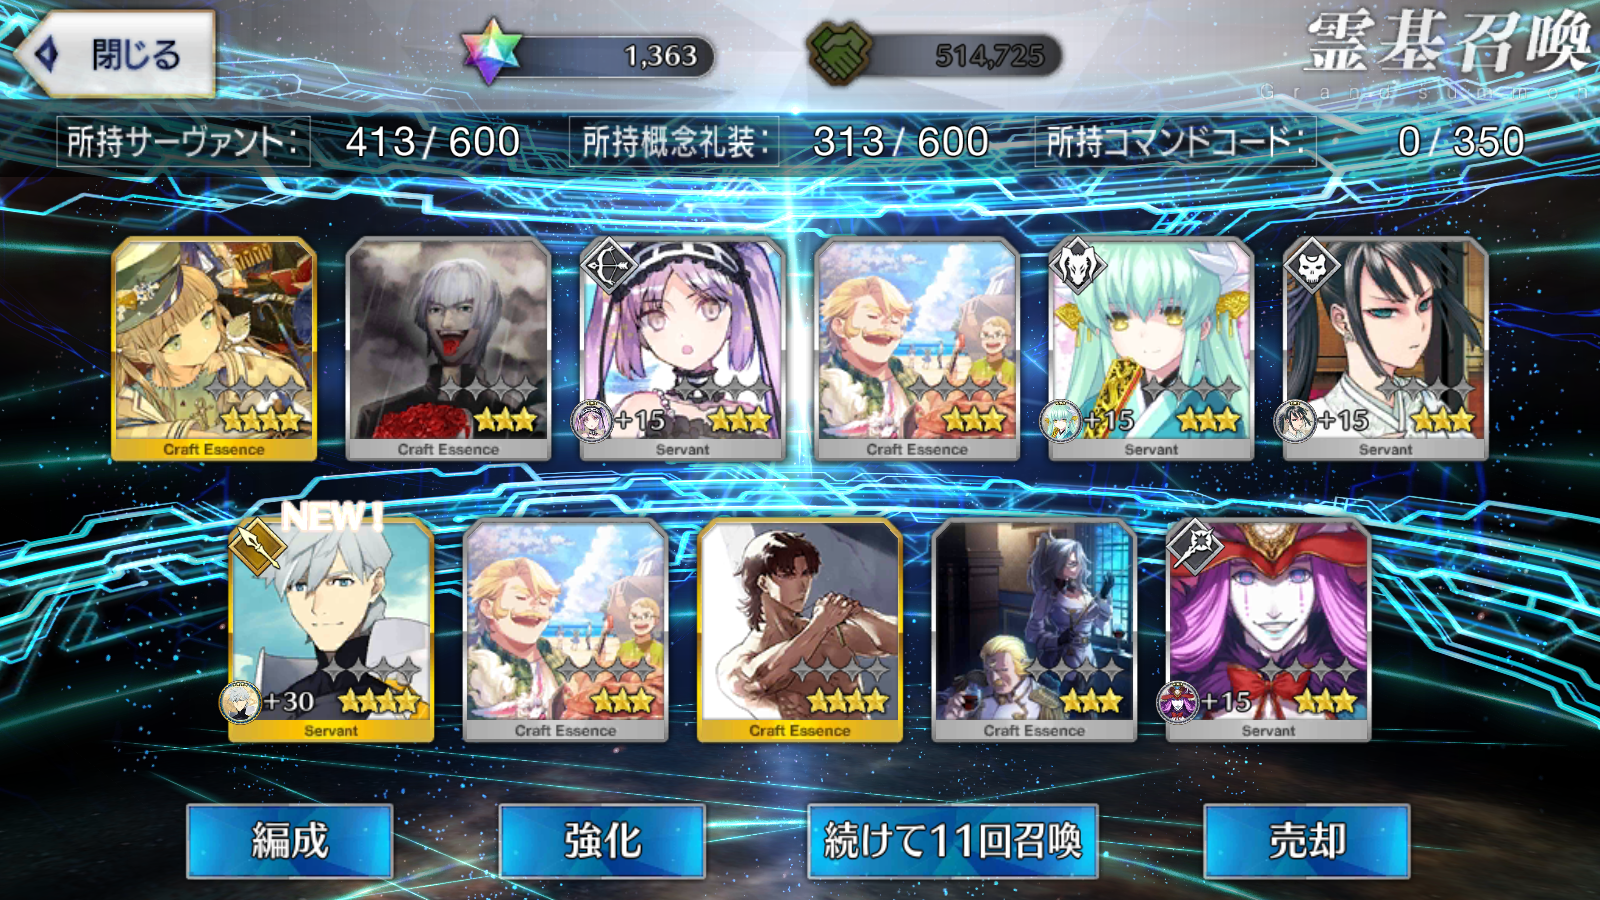 閉じる
1,363
514,725
霊基召喚
Grand summon
所持サーヴァント: 413 / 600
所持概念礼装: 313 / 600
所持コマンドコード: 0 / 350
Craft Essence
Craft Essence
+15
Servant
Craft Essence
+15
Servant
+15
Servant
NEW!
+30
Servant
Craft Essence
Craft Essence
Craft Essence
+15
Servant
編成
強化
続けて11回召喚
売却